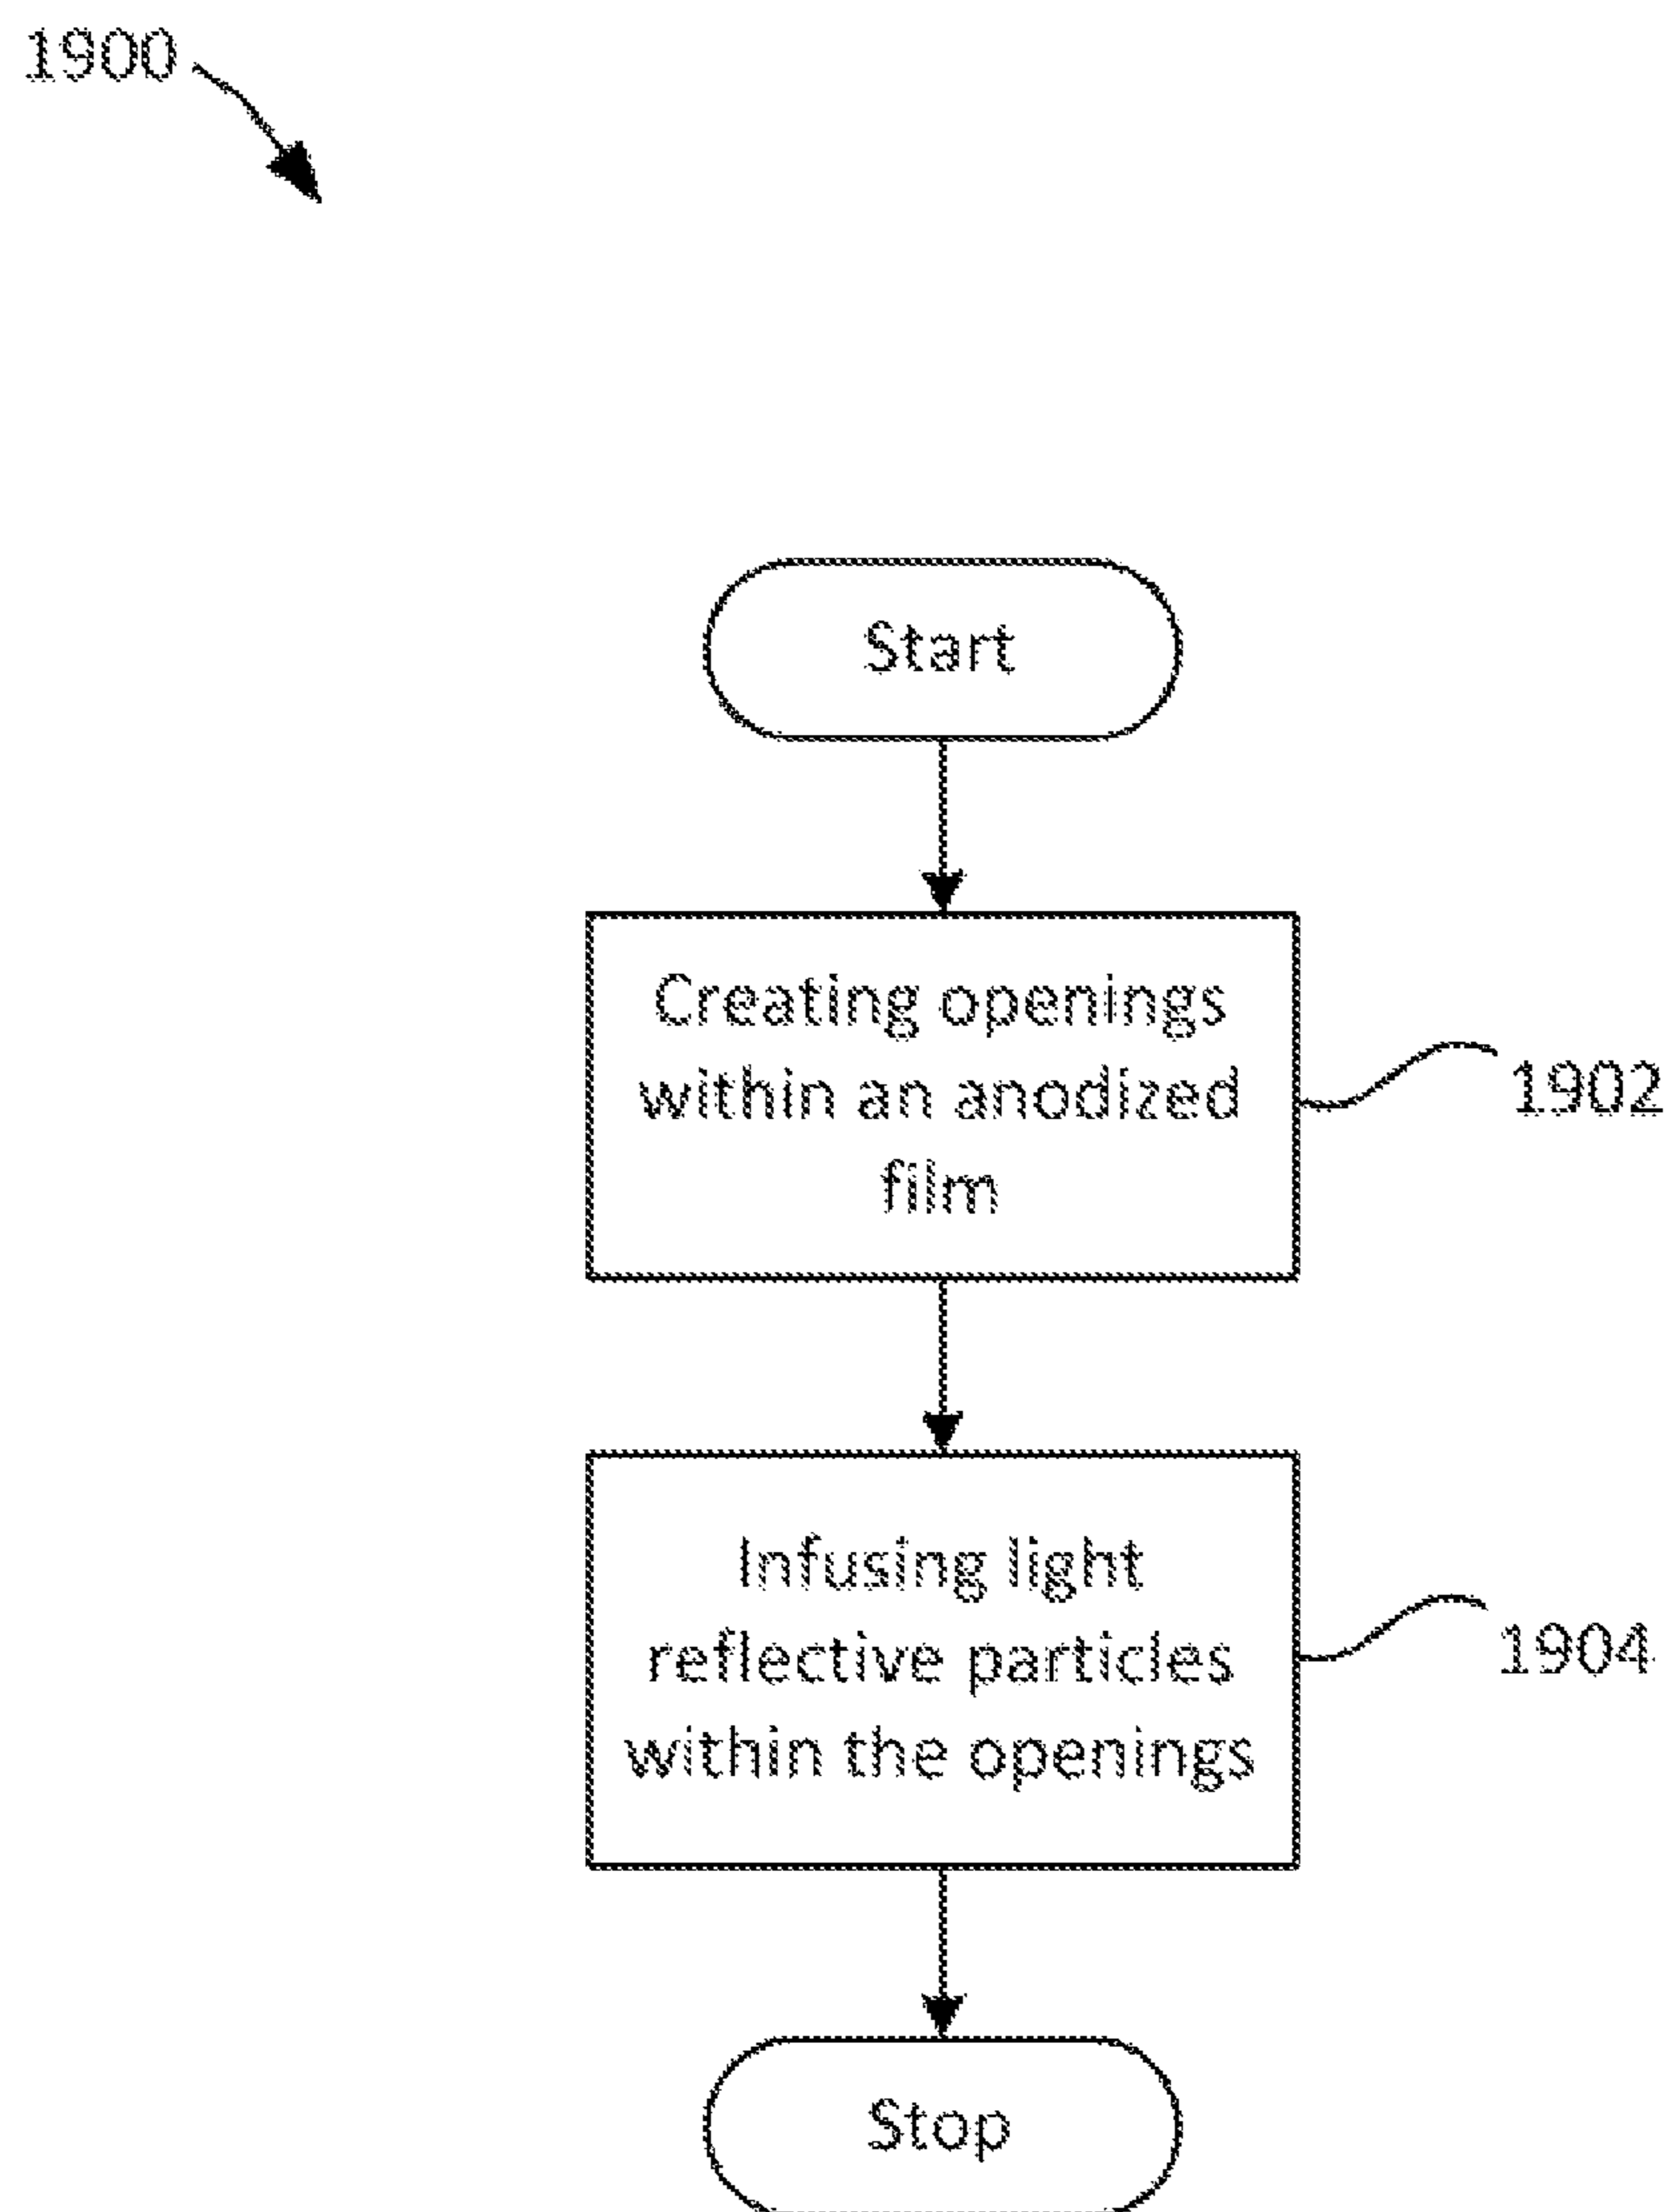 1900
Start
Creating openings
within an anodized
film
1902
Infusing light
reflective particles
within the openings
1904
Stop